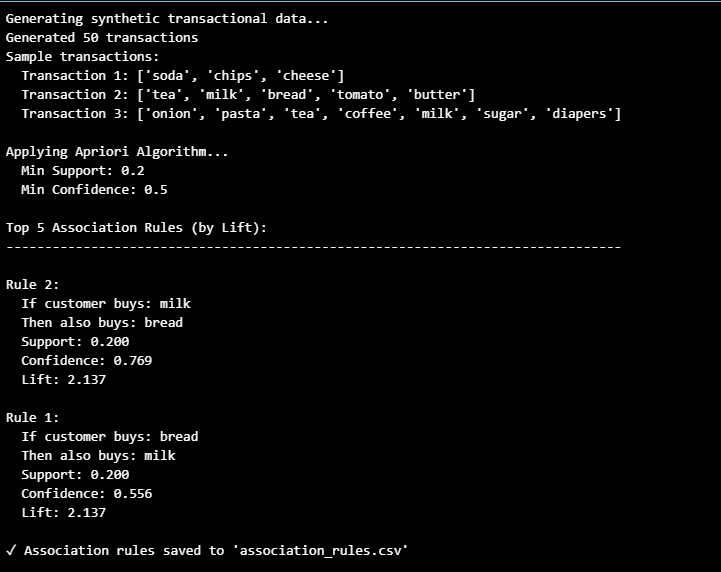 Generating synthetic transactional data...
Generated 50 transactions
Sample transactions:
  Transaction 1: ['soda', 'chips', 'cheese']
  Transaction 2: ['tea', 'milk', 'bread', 'tomato', 'butter']
  Transaction 3: ['onion', 'pasta', 'tea', 'coffee', 'milk', 'sugar', 'diapers']

Applying Apriori Algorithm...
  Min Support: 0.2
  Min Confidence: 0.5

Top 5 Association Rules (by Lift):
--------------------------------------------------------------------------------

Rule 2:
  If customer buys: milk
  Then also buys: bread
  Support: 0.200
  Confidence: 0.769
  Lift: 2.137

Rule 1:
  If customer buys: bread
  Then also buys: milk
  Support: 0.200
  Confidence: 0.556
  Lift: 2.137

✓ Association rules saved to 'association_rules.csv'